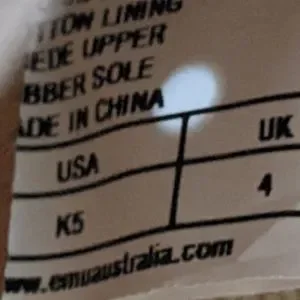 TTON LINING
EDE UPPER
BBER SOLE
ADE IN CHINA
USA UK
K5 4
www.emuaustralia.com